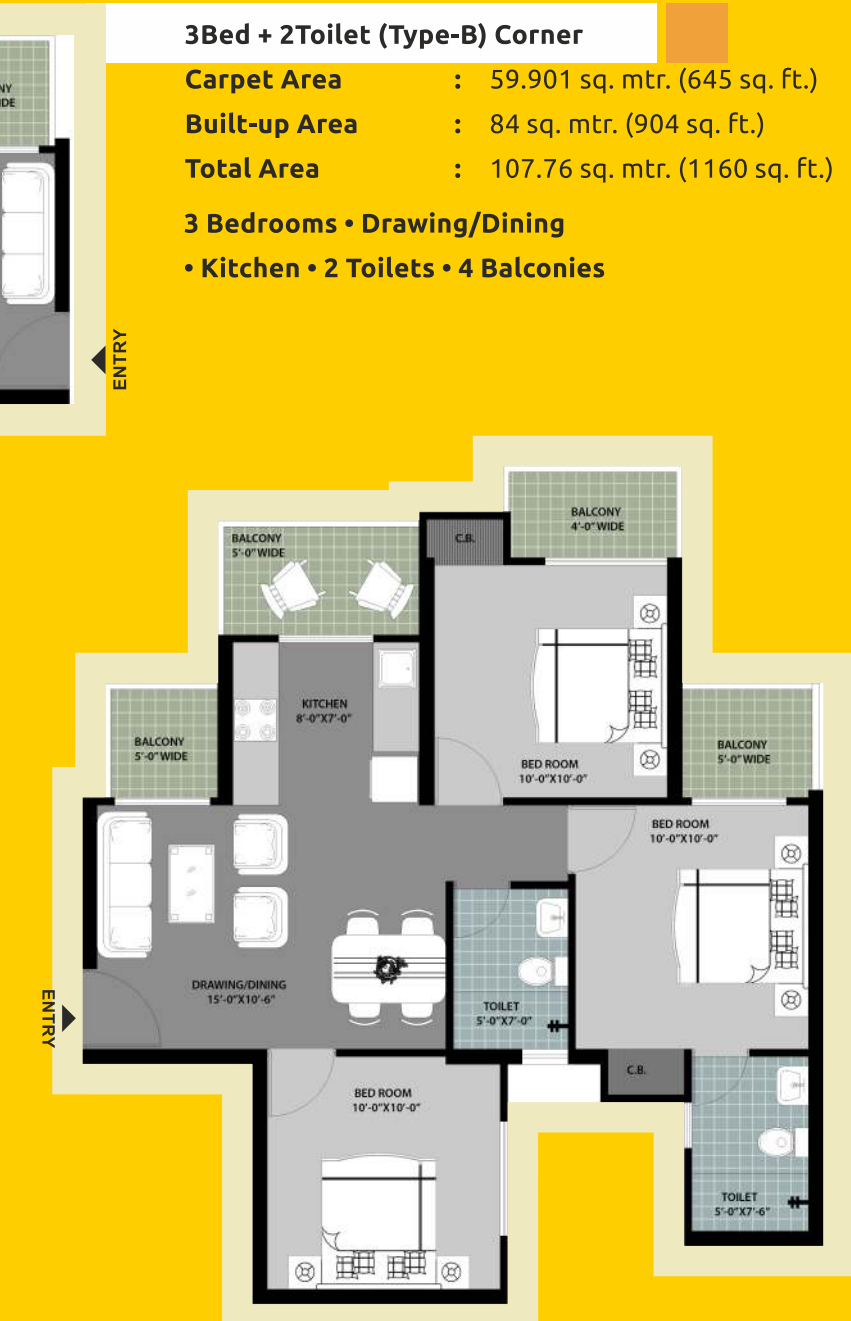 3Bed + 2Toilet (Type-B) Corner
Carpet Area : 59.901 sq. mtr. (645 sq. ft.)
Built-up Area : 84 sq. mtr. (904 sq. ft.)
Total Area : 107.76 sq. mtr. (1160 sq. ft.)
3 Bedrooms • Drawing/Dining
• Kitchen • 2 Toilets • 4 Balconies
ENTRY
BALCONY
4'-0" WIDE
BALCONY
5'-0" WIDE
C.B.
KITCHEN
8'-0"X7'-0"
BALCONY
5'-0" WIDE
BED ROOM
10'-0"X10'-0"
BALCONY
5'-0" WIDE
BED ROOM
10'-0"X10'-0"
DRAWING/DINING
15'-0"X10'-6"
TOILET
5'-0"X7'-0"
ENTRY
C.B.
BED ROOM
10'-0"X10'-0"
TOILET
5'-0"X7'-6"